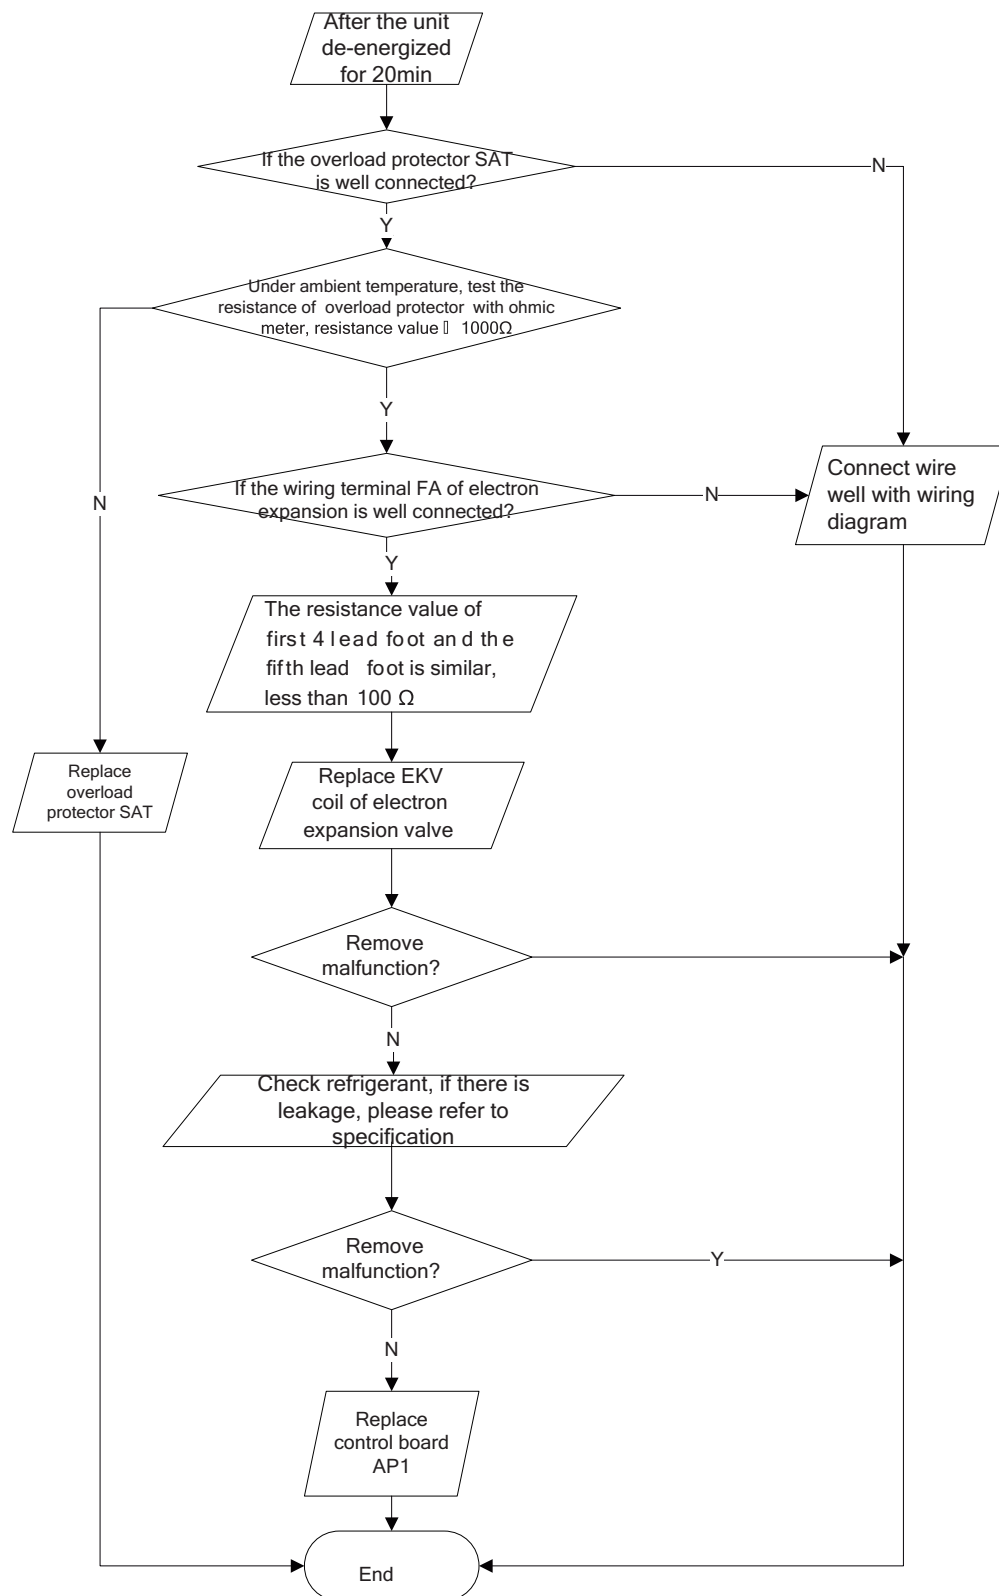 After the unit
de-energized
for 20min
If the overload protector SAT
is well connected?
N
Y
Under ambient temperature, test the
resistance of overload protector with ohmic
meter, resistance value 1000Ω
Y
N
If the wiring terminal FA of electron
expansion is well connected?
N
Connect wire
well with wiring
diagram
Y
The resistance value of
first 4 lead foot and the
fifth lead foot is similar,
less than 100 Ω
Replace
overload
protector SAT
Replace EKV
coil of electron
expansion valve
Remove
malfunction?
N
Check refrigerant, if there is
leakage, please refer to
specification
Remove
malfunction?
Y
N
Replace
control board
AP1
End